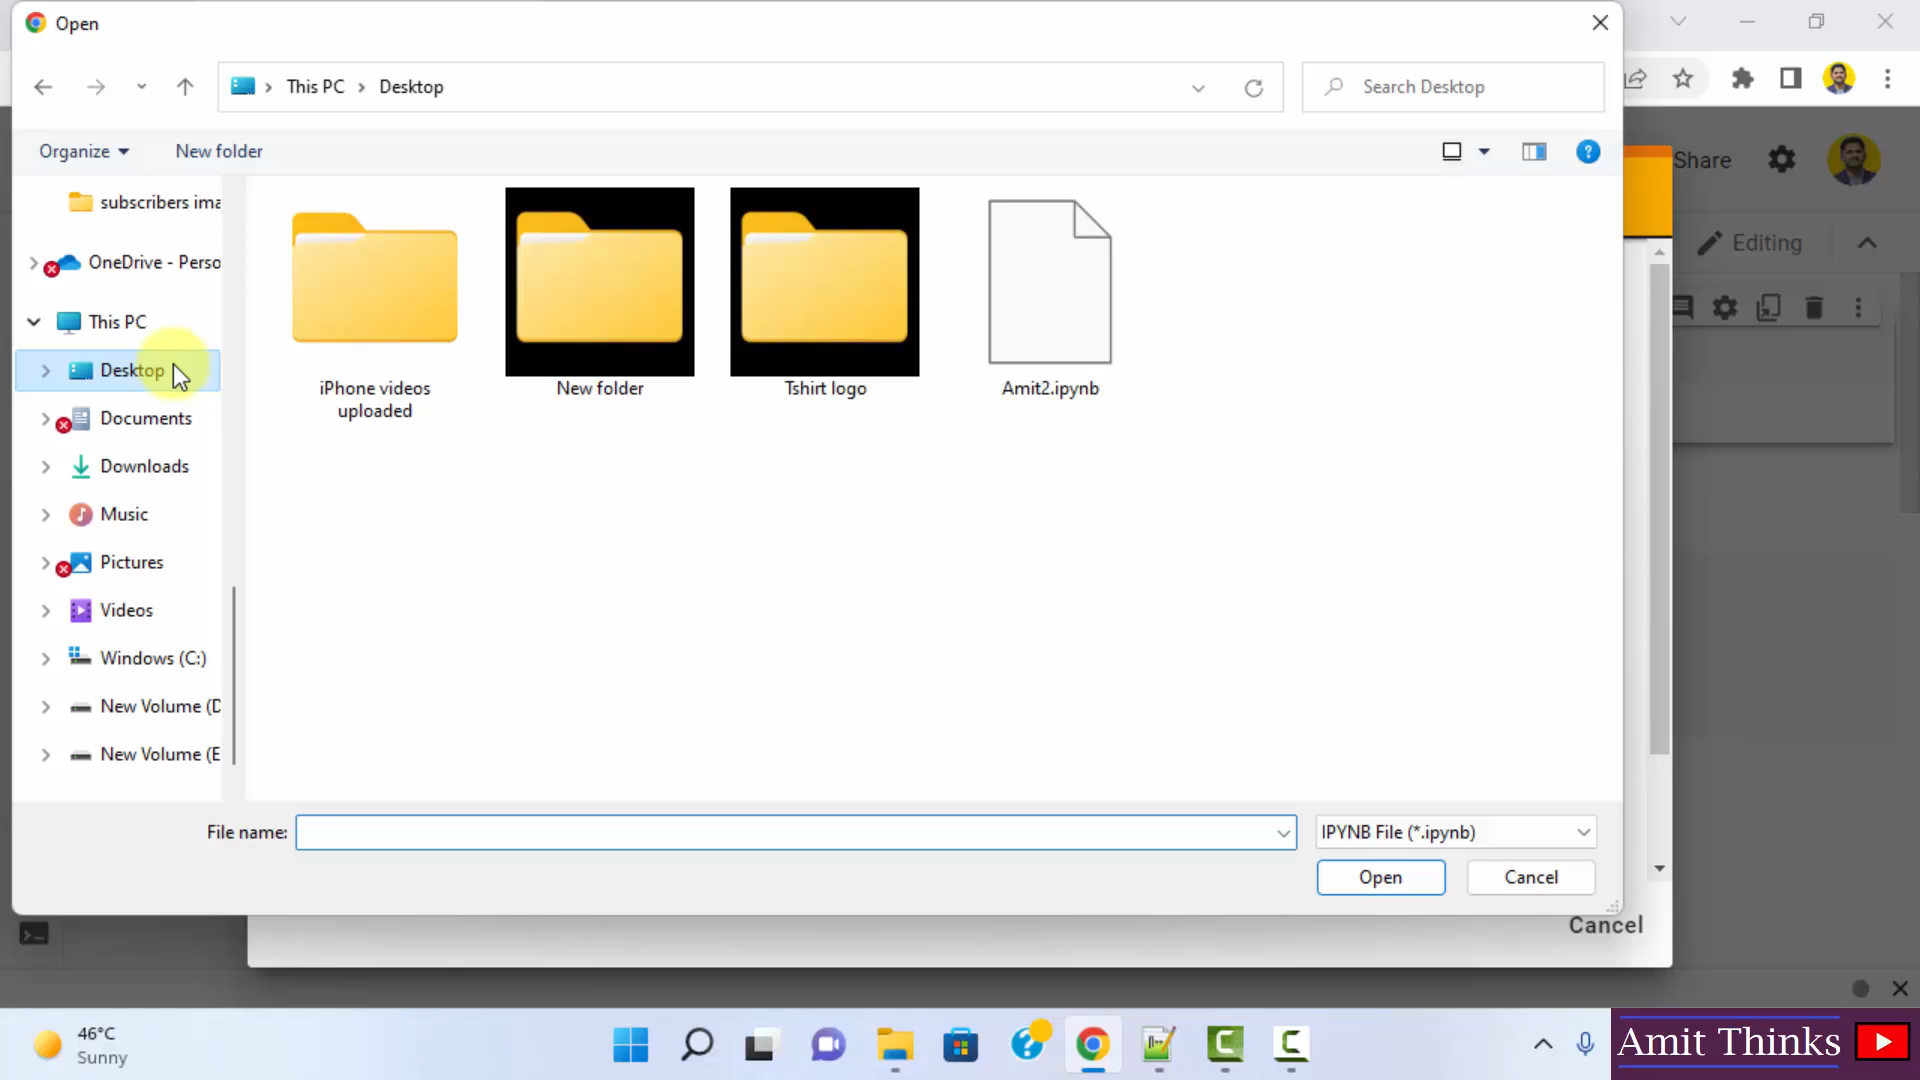 Open
This PC
Desktop
Search Desktop
Organize
New folder
Share
Editing
subscribers ima
OneDrive - Perso
This PC
Desktop
Documents
Downloads
Music
Pictures
Videos
Windows (C:)
New Volume (D
New Volume (E
iPhone videos
uploaded
New folder
Tshirt logo
Amit2.ipynb
File name:
IPYNB File (*.ipynb)
Open
Cancel
Cancel
46°C
Sunny
Amit Thinks